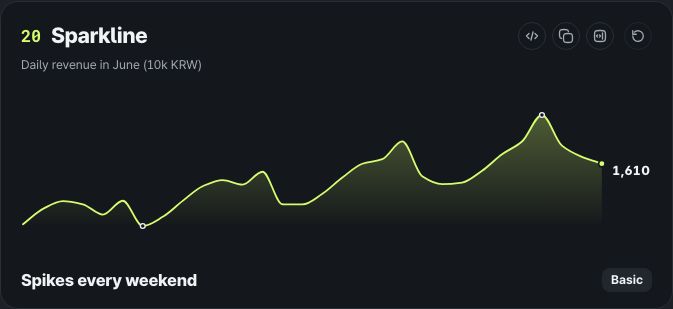 20 Sparkline
Daily revenue in June (10k KRW)
1,610
Spikes every weekend
Basic